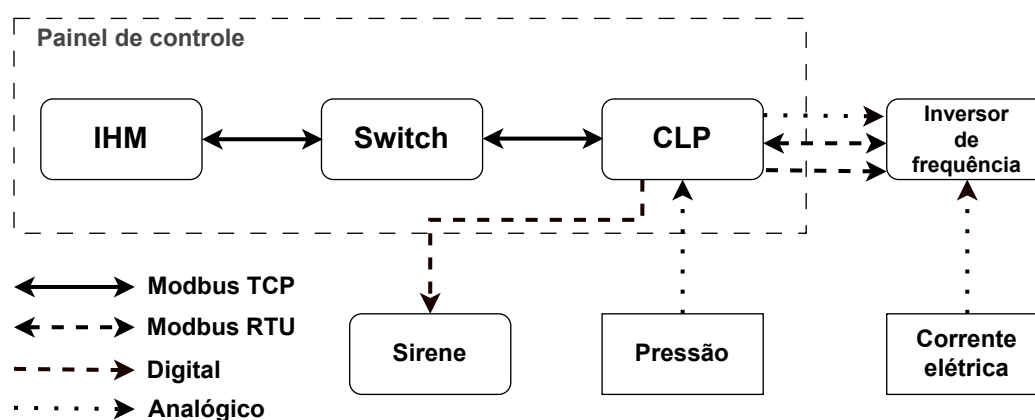 Painel de controle
IHM
Switch
CLP
Inversor
de
frequência
Modbus TCP
Modbus RTU
Digital
Analógico
Sirene
Pressão
Corrente
elétrica